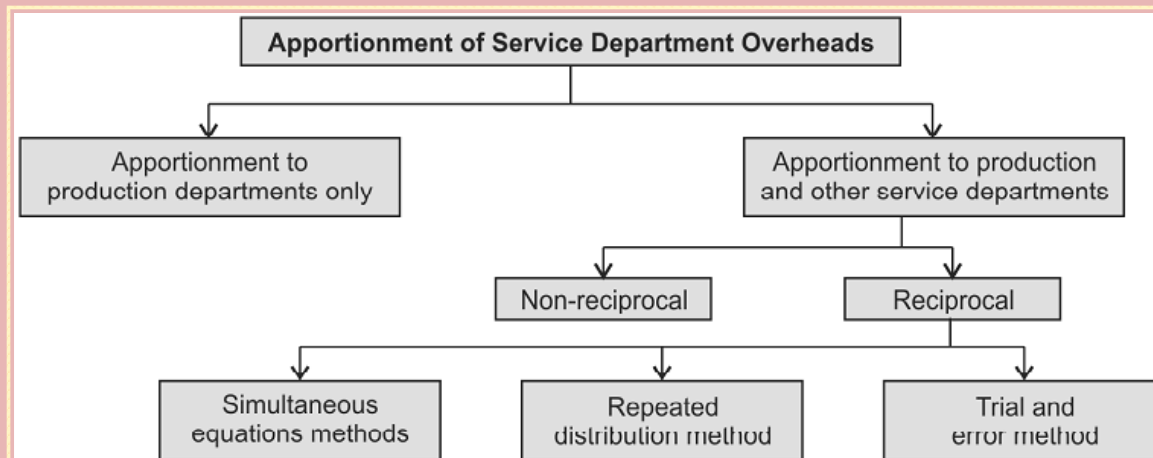 Apportionment of Service Department Overheads
Apportionment to
production departments only
Apportionment to production
and other service departments
Non-reciprocal
Reciprocal
Simultaneous
equations methods
Repeated
distribution method
Trial and
error method